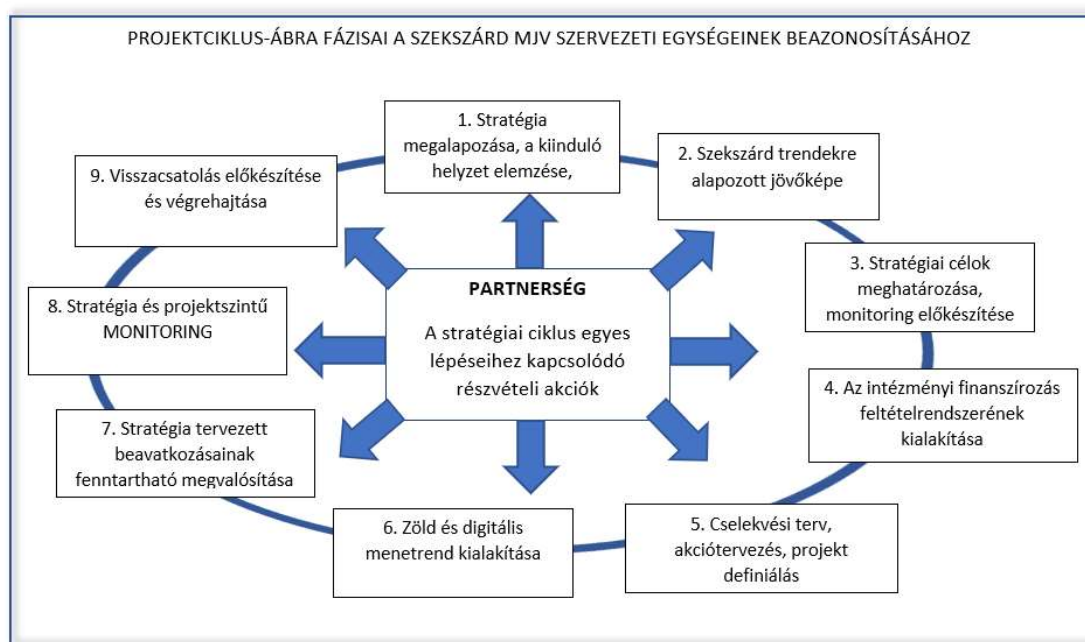 PROJEKTCIKLUS-ÁBRA FÁZISAI A SZEKSZÁRD MJV SZERVEZETI EGYSÉGEINEK BEAZONOSÍTÁSÁHOZ
1. Stratégia
megalapozása, a kiinduló
helyzet elemzése,
2. Szekszárd trendekre
alapozott jövőképe
3. Stratégiai célok
meghatározása,
monitoring előkészítése
4. Az intézményi finanszírozás
feltételrendszerének
kialakítása
5. Cselekvési terv,
akciótervezés, projekt
definiálás
6. Zöld és digitális
menetrend kialakítása
7. Stratégia tervezett
beavatkozásainak
fenntartható megvalósítása
8. Stratégia és projektszintű
MONITORING
9. Visszacsatolás előkészítése
és végrehajtása
PARTNERSÉG
A stratégiai ciklus egyes
lépéseihez kapcsolódó
részvételi akciók